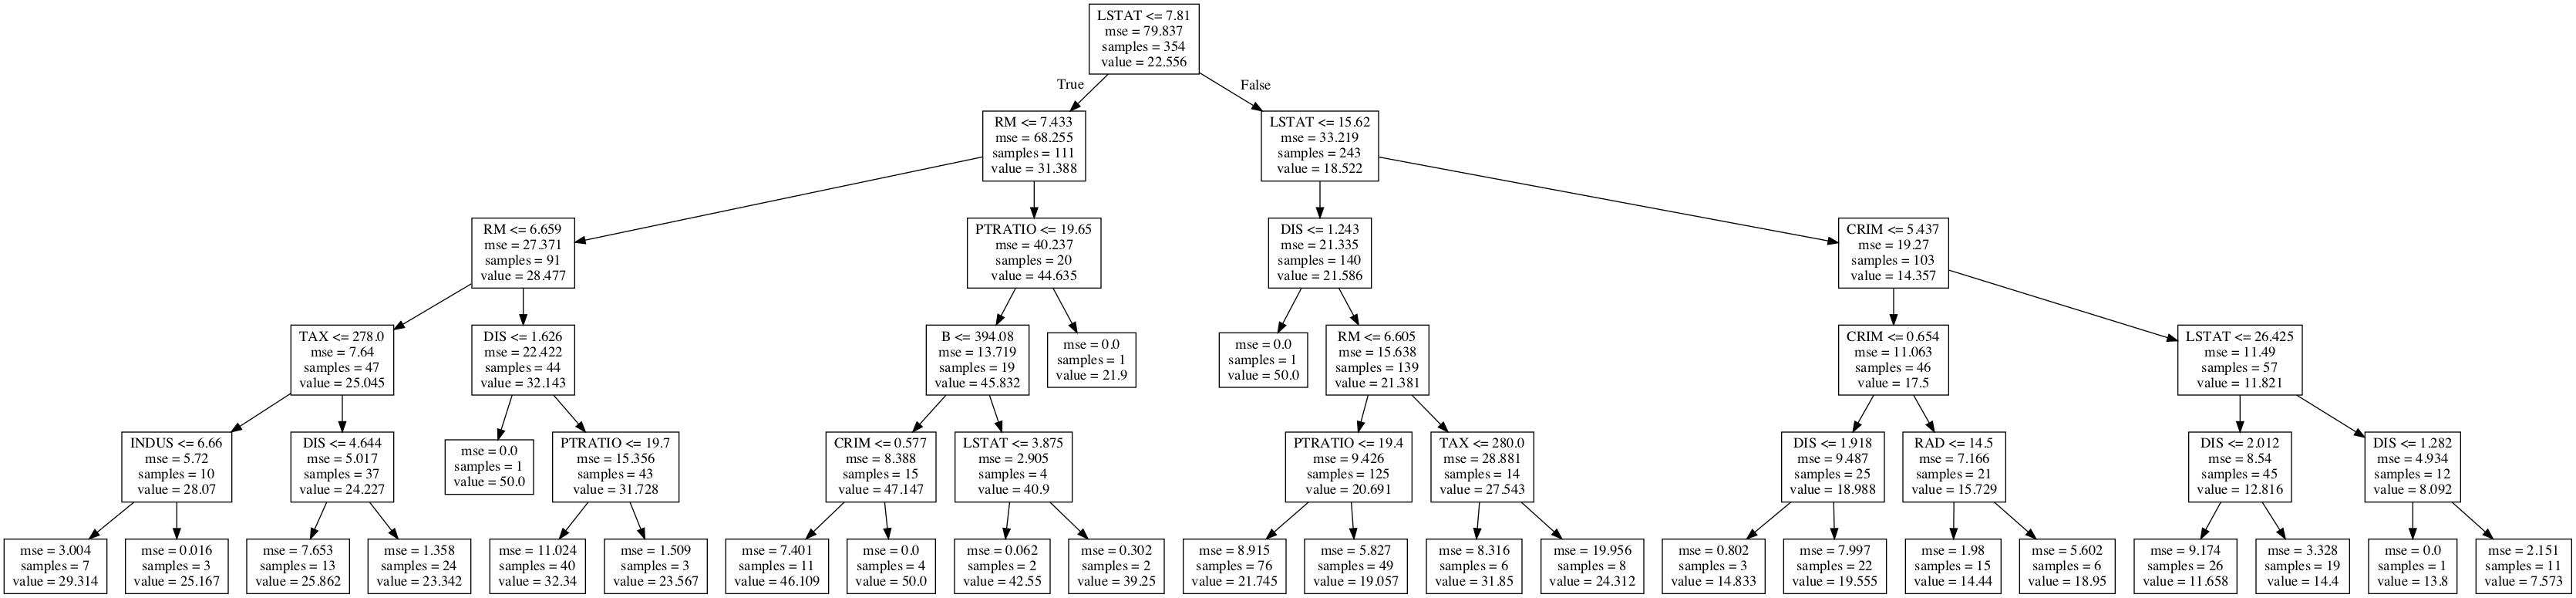 LSTAT <= 7.81
mse = 79.837
samples = 354
value = 22.556
True
False
RM <= 7.433
mse = 68.255
samples = 111
value = 31.388
LSTAT <= 15.62
mse = 33.219
samples = 243
value = 18.522
RM <= 6.659
mse = 27.371
samples = 91
value = 28.477
PTRATIO <= 19.65
mse = 40.237
samples = 20
value = 44.635
DIS <= 1.243
mse = 21.335
samples = 140
value = 21.586
CRIM <= 5.437
mse = 19.27
samples = 103
value = 14.357
TAX <= 278.0
mse = 7.64
samples = 47
value = 25.045
DIS <= 1.626
mse = 22.422
samples = 44
value = 32.143
B <= 394.08
mse = 13.719
samples = 19
value = 45.832
mse = 0.0
samples = 1
value = 21.9
mse = 0.0
samples = 1
value = 50.0
RM <= 6.605
mse = 15.638
samples = 139
value = 21.381
CRIM <= 0.654
mse = 11.063
samples = 46
value = 17.5
LSTAT <= 26.425
mse = 11.49
samples = 57
value = 11.821
INDUS <= 6.66
mse = 5.72
samples = 10
value = 28.07
DIS <= 4.644
mse = 5.017
samples = 37
value = 24.227
mse = 0.0
samples = 1
value = 50.0
PTRATIO <= 19.7
mse = 15.356
samples = 43
value = 31.728
CRIM <= 0.577
mse = 8.388
samples = 15
value = 47.147
LSTAT <= 3.875
mse = 2.905
samples = 4
value = 40.9
PTRATIO <= 19.4
mse = 9.426
samples = 125
value = 20.691
TAX <= 280.0
mse = 28.881
samples = 14
value = 27.543
DIS <= 1.918
mse = 9.487
samples = 25
value = 18.988
RAD <= 14.5
mse = 7.166
samples = 21
value = 15.729
DIS <= 2.012
mse = 8.54
samples = 45
value = 12.816
DIS <= 1.282
mse = 4.934
samples = 12
value = 8.092
mse = 3.004
samples = 7
value = 29.314
mse = 0.016
samples = 3
value = 25.167
mse = 7.653
samples = 13
value = 25.862
mse = 1.358
samples = 24
value = 23.342
mse = 11.024
samples = 40
value = 32.34
mse = 1.509
samples = 3
value = 23.567
mse = 7.401
samples = 11
value = 46.109
mse = 0.0
samples = 4
value = 50.0
mse = 0.062
samples = 2
value = 42.55
mse = 0.302
samples = 2
value = 39.25
mse = 8.915
samples = 76
value = 21.745
mse = 5.827
samples = 49
value = 19.057
mse = 8.316
samples = 6
value = 31.85
mse = 19.956
samples = 8
value = 24.312
mse = 0.802
samples = 3
value = 14.833
mse = 7.997
samples = 22
value = 19.555
mse = 1.98
samples = 15
value = 14.44
mse = 5.602
samples = 6
value = 18.95
mse = 9.174
samples = 26
value = 11.658
mse = 3.328
samples = 19
value = 14.4
mse = 0.0
samples = 1
value = 13.8
mse = 2.151
samples = 11
value = 7.573